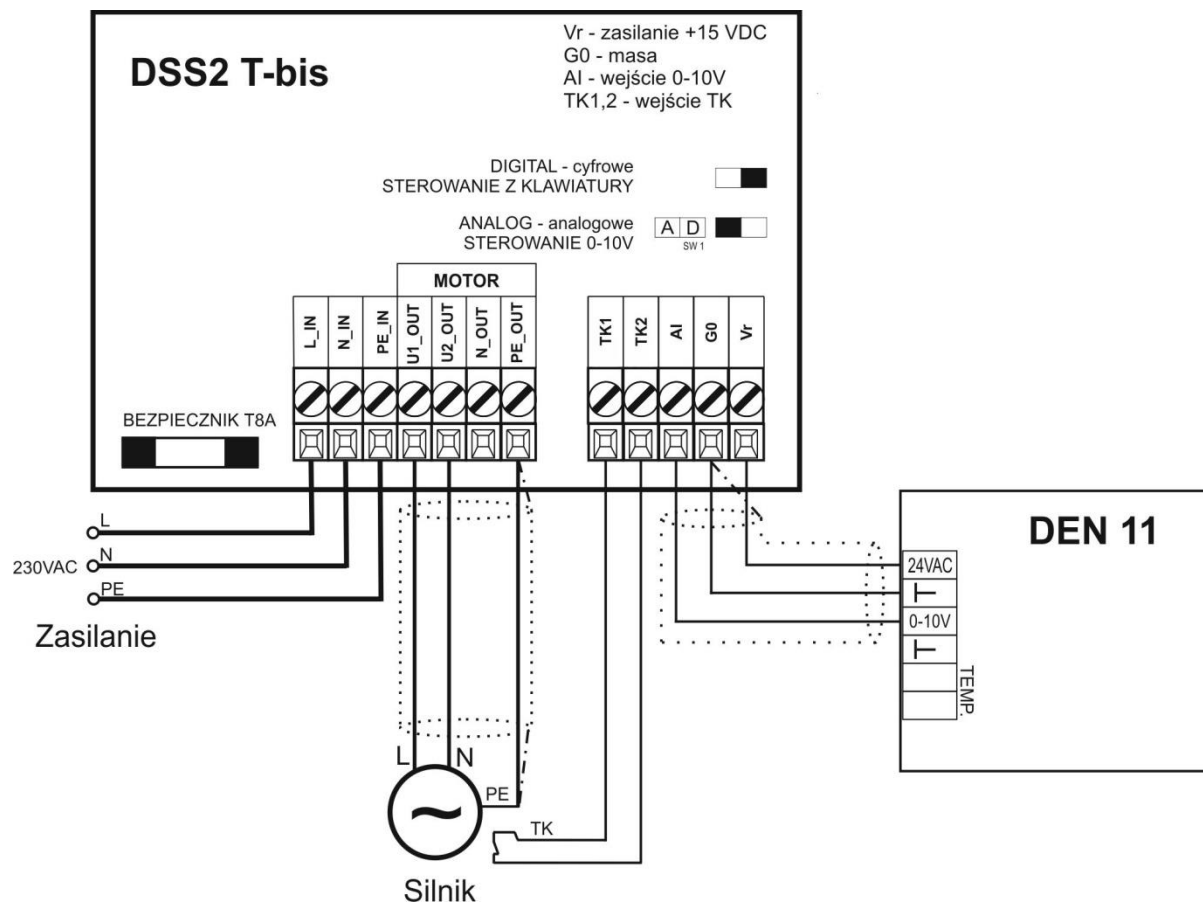 DSS2 T-bis
Vr - zasilanie +15 VDC
G0 - masa
AI - wejście 0-10V
TK1,2 - wejście TK
DIGITAL - cyfrowe
STEROWANIE Z KLAWIATURY
ANALOG - analogowe
STEROWANIE 0-10V
A D
SW 1
MOTOR
L_IN
N_IN
PE_IN
U1_OUT
U2_OUT
N_OUT
PE_OUT
TK1
TK2
AI
G0
Vr
BEZPIECZNIK T8A
L
230VAC
N
PE
Zasilanie
DEN 11
24VAC
0-10V
TEMP.
L
N
PE
TK
Silnik